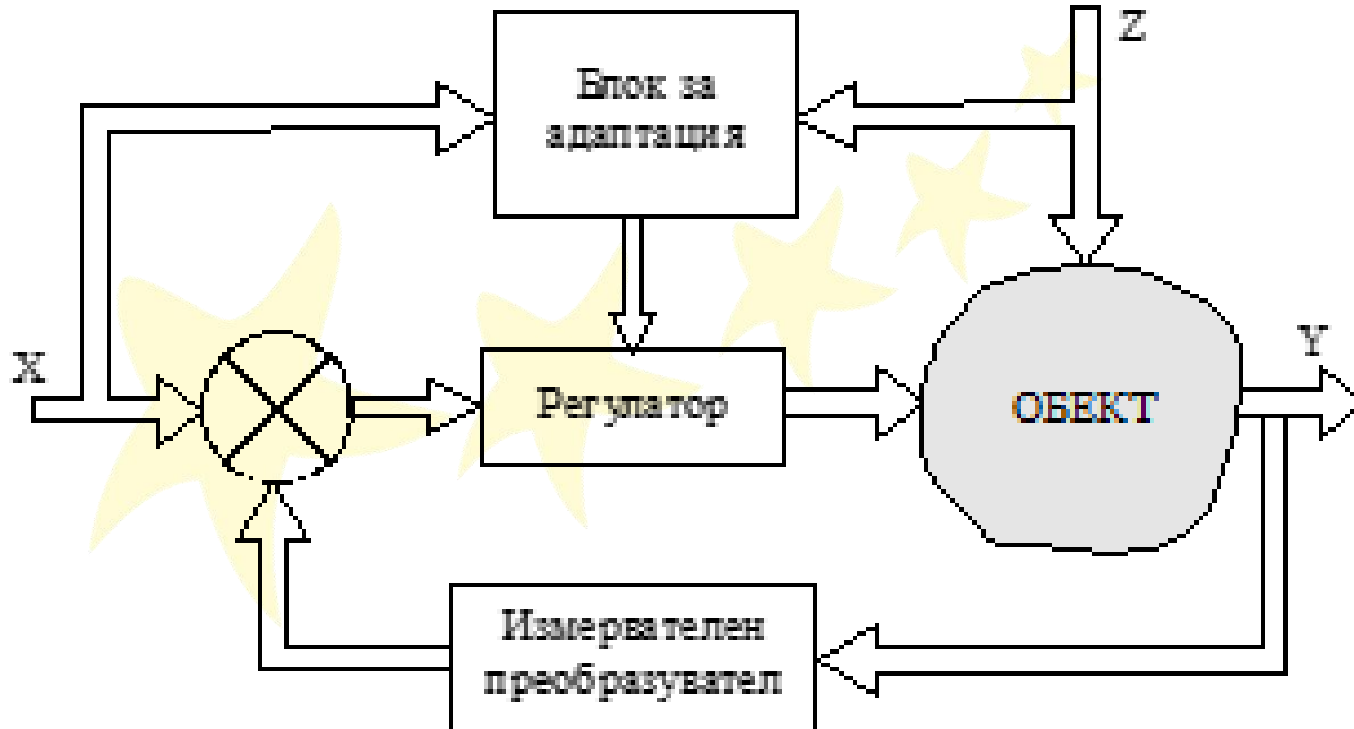 Блок за
адаптация
Z
X
Регулатор
ОБЕКТ
Y
Измервателен
преобразувател